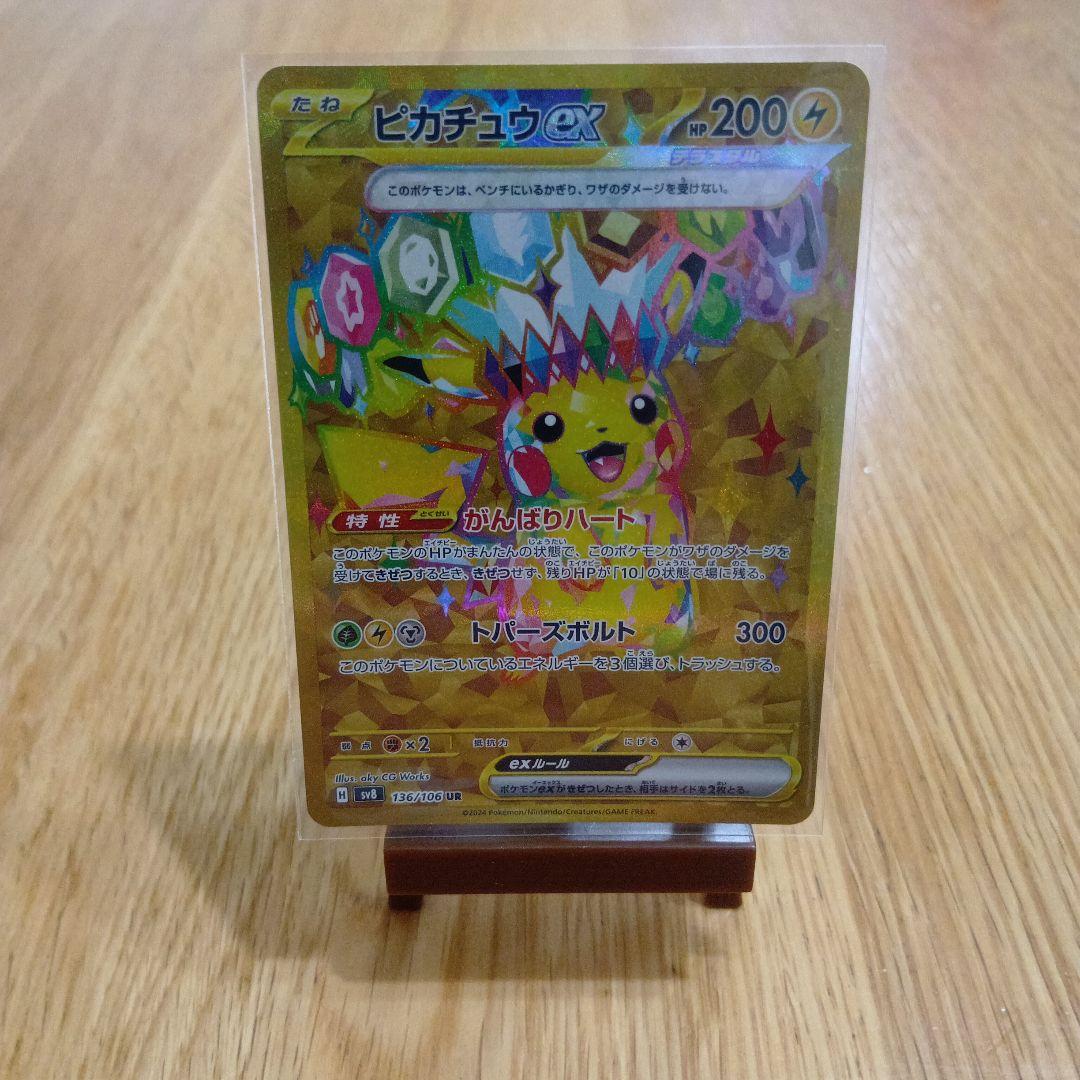 たね
ピカチュウex
HP 200
テラスタル
このポケモンは、ベンチにいるかぎり、ワザのダメージを受けない。
特性 とくせい
がんばりハート
このポケモンのHPがまんたんの状態で、このポケモンがワザのダメージを
受けてきぜつするとき、きぜつせず、残りHPが「10」の状態で場に残る。
トパーズボルト 300
このポケモンについているエネルギーを3個選び、トラッシュする。
弱点 ×2 抵抗力 にげる
exルール
ポケモンexがきぜつしたとき、相手はサイドを2枚とる。
Illus. aky CG Works
H sv8 136/106 UR
©2024 Pokémon/Nintendo/Creatures/GAME FREAK.